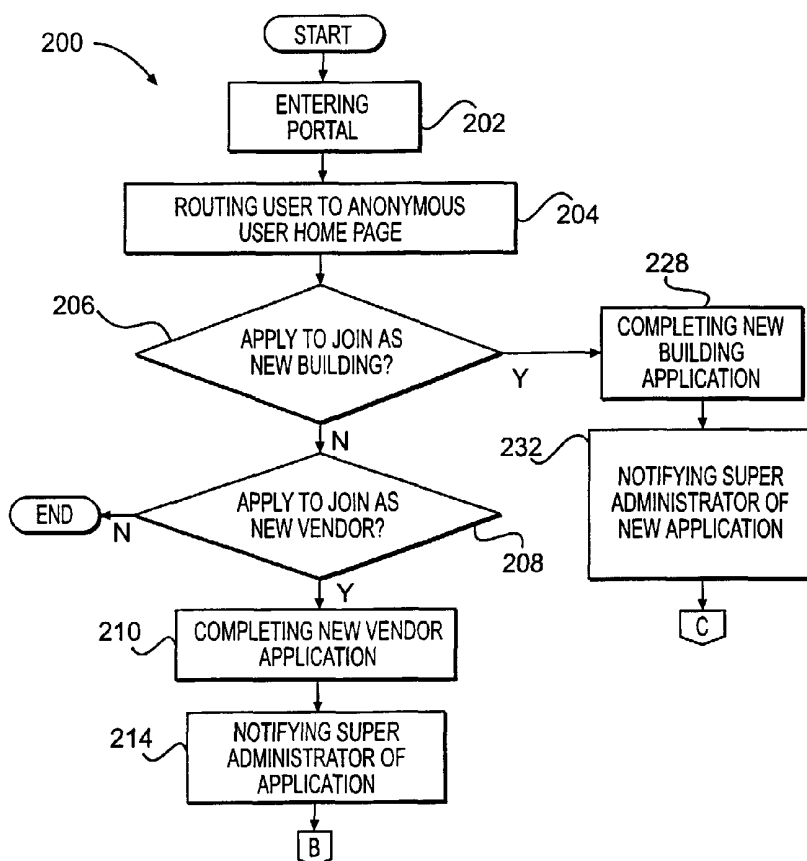 START
200
ENTERING
PORTAL
202
ROUTING USER TO ANONYMOUS
USER HOME PAGE
204
206
APPLY TO JOIN AS
NEW BUILDING?
Y
N
228
COMPLETING NEW
BUILDING
APPLICATION
232
NOTIFYING SUPER
ADMINISTRATOR OF
NEW APPLICATION
C
END
N
APPLY TO JOIN AS
NEW VENDOR?
208
Y
210
COMPLETING NEW VENDOR
APPLICATION
214
NOTIFYING SUPER
ADMINISTRATOR OF
APPLICATION
B